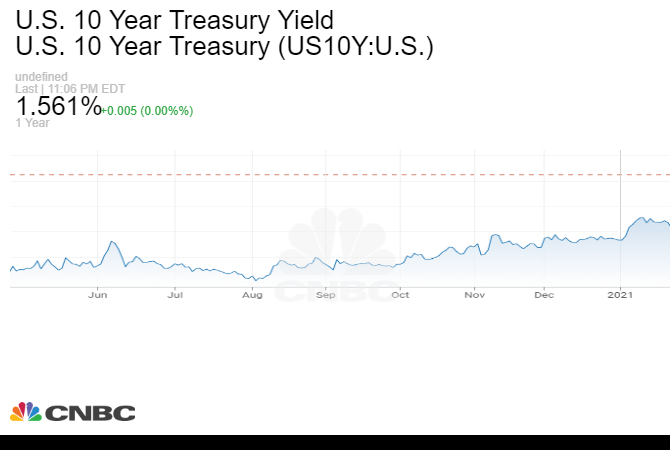 U.S. 10 Year Treasury Yield
U.S. 10 Year Treasury (US10Y:U.S.)
undefined
Last | 11:06 PM EDT
1.561% +0.005 (0.00%%)
1 Year
CNBC
Jun Jul Aug Sep Oct Nov Dec 2021
CNBC